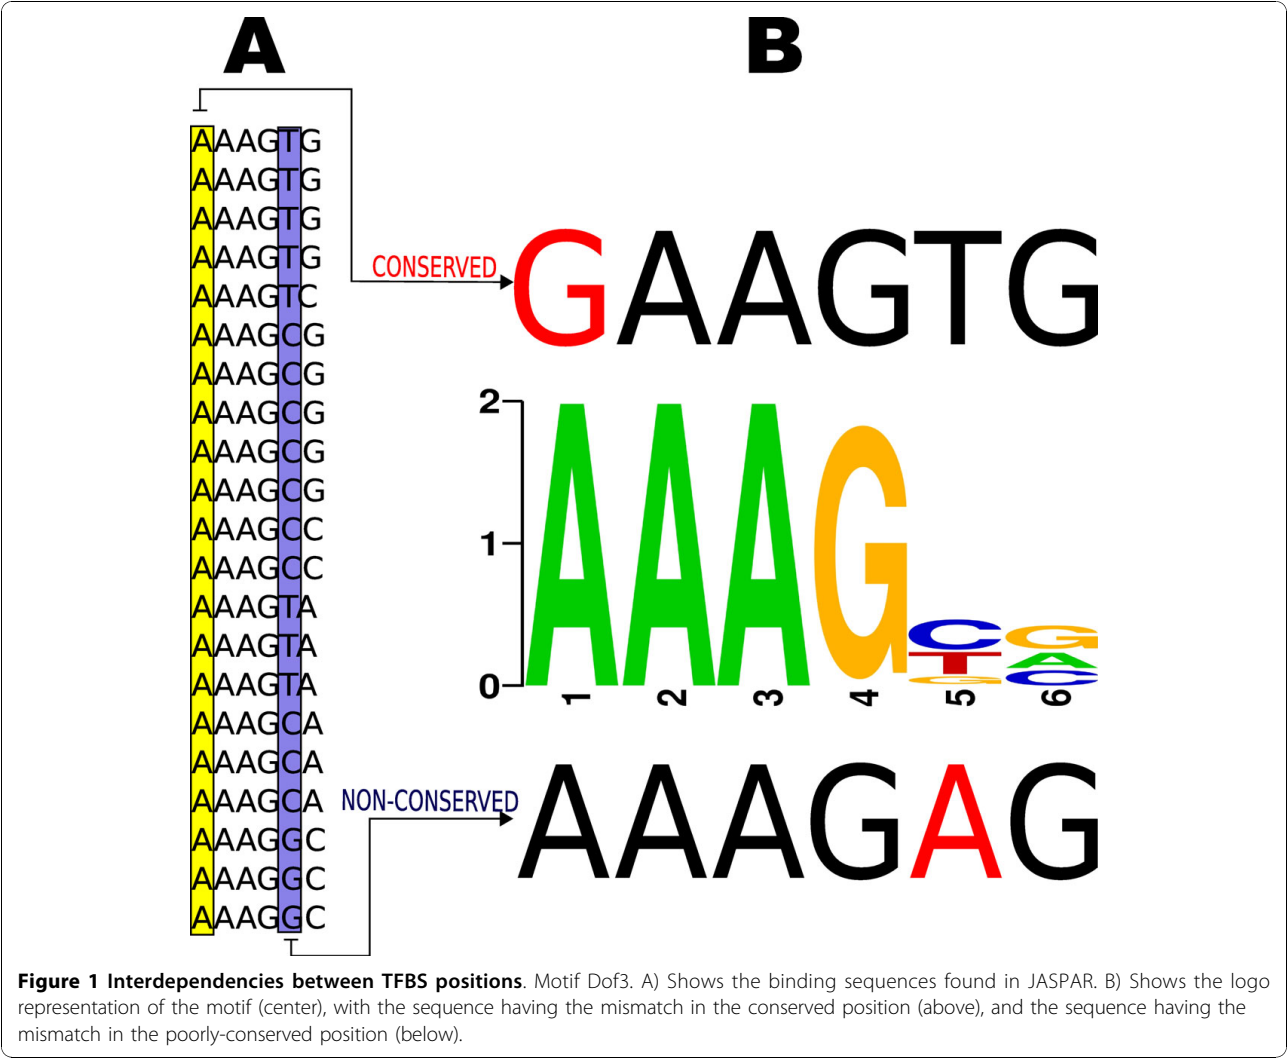 A
B
AAAGTG
AAAGTG
AAAGTG
AAAGTG
AAAGTC
AAAGCG
AAAGCG
AAAGCG
AAAGCG
AAAGCG
AAAGCC
AAAGCC
AAAGTA
AAAGTA
AAAGTA
AAAGCA
AAAGCA
AAAGCA
AAAGGC
AAAGGC
AAAGGC
CONSERVED
GAAGTG
2
1
0
AAAG
C
T
G
G
A
C
1 2 3 4 5 6
NON-CONSERVED
AAAGAG
Figure 1 Interdependencies between TFBS positions. Motif Dof3. A) Shows the binding sequences found in JASPAR. B) Shows the logo
representation of the motif (center), with the sequence having the mismatch in the conserved position (above), and the sequence having the
mismatch in the poorly-conserved position (below).